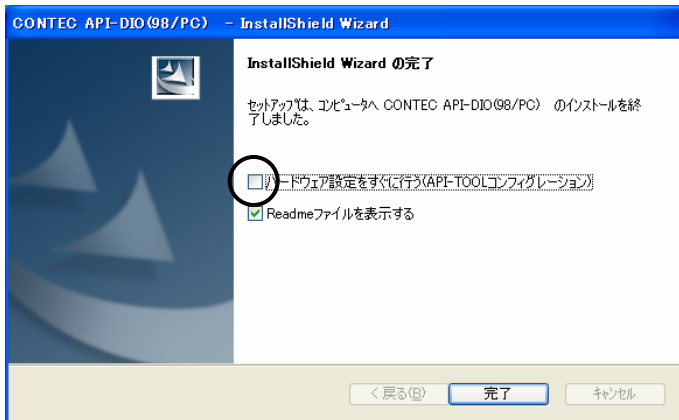 CONTEC API-DIO(98/PC) - InstallShield Wizard
InstallShield Wizard の完了
セットアップは、コンピュータへ CONTEC API-DIO(98/PC) のインストールを終
了しました。
ハードウェア設定をすぐに行う(API-TOOLコンフィグレーション)
Readmeファイルを表示する
< 戻る(B)
完了
キャンセル